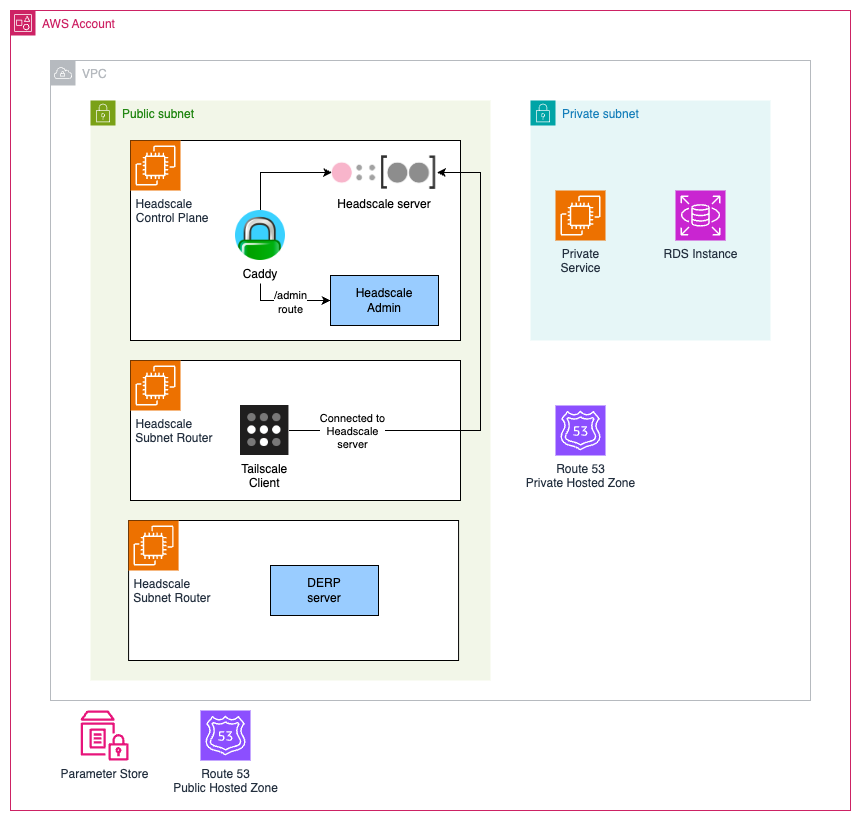 AWS Account
VPC
Public subnet
Headscale
Control Plane
Headscale server
Caddy
/admin
route
Headscale
Admin
Headscale
Subnet Router
Tailscale
Client
Connected to
Headscale
server
Headscale
Subnet Router
DERP
server
Private subnet
Private
Service
RDS Instance
53
Route 53
Private Hosted Zone
Parameter Store
53
Route 53
Public Hosted Zone